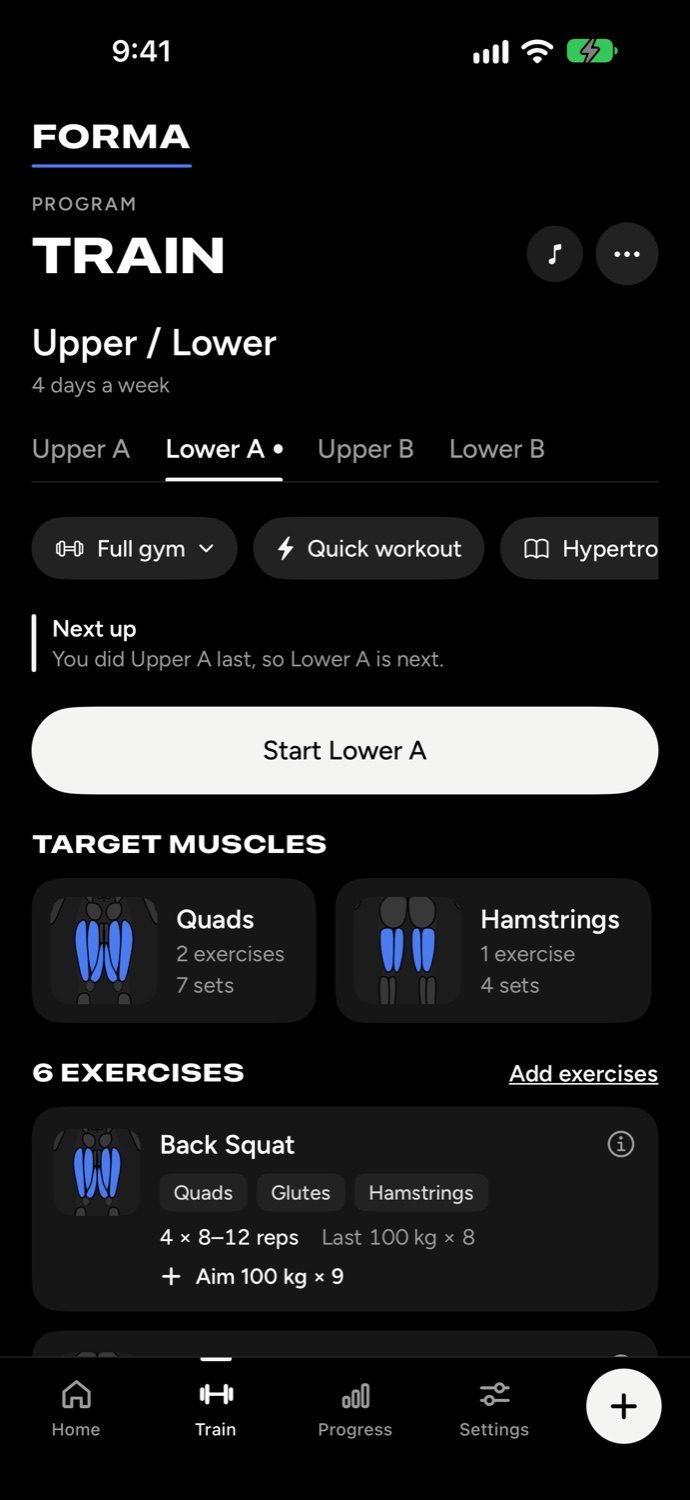 9:41
FORMA
PROGRAM
TRAIN
Upper / Lower
4 days a week
Upper A
Lower A •
Upper B
Lower B
Full gym
Quick workout
Hypertro
Next up
You did Upper A last, so Lower A is next.
Start Lower A
TARGET MUSCLES
Quads
2 exercises
7 sets
Hamstrings
1 exercise
4 sets
6 EXERCISES
Add exercises
Back Squat
Quads
Glutes
Hamstrings
4 × 8–12 reps
Last 100 kg × 8
+ Aim 100 kg × 9
Home
Train
Progress
Settings